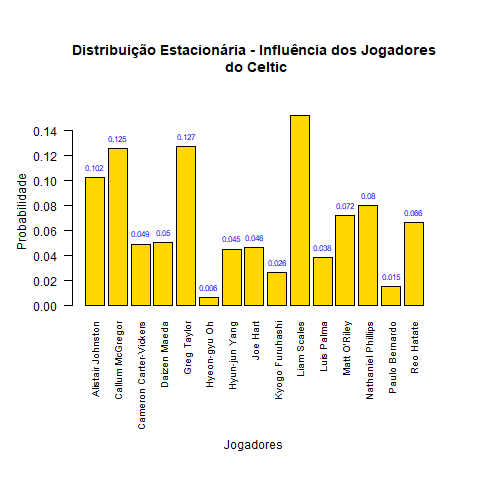 Distribuição Estacionária - Influência dos Jogadores
do Celtic
Probabilidade
0.14
0.12
0.10
0.08
0.06
0.04
0.02
0.00
0.102
0.125
0.049
0.05
0.127
0.006
0.045
0.046
0.026
0.038
0.072
0.08
0.015
0.066
Alistair Johnston
Callum McGregor
Cameron Carter-Vickers
Daizen Maeda
Greg Taylor
Hyeon-gyu Oh
Hyun-jun Yang
Joe Hart
Kyogo Furuhashi
Liam Scales
Luis Palma
Matt O'Riley
Nathaniel Phillips
Paulo Bernardo
Reo Hatate
Jogadores